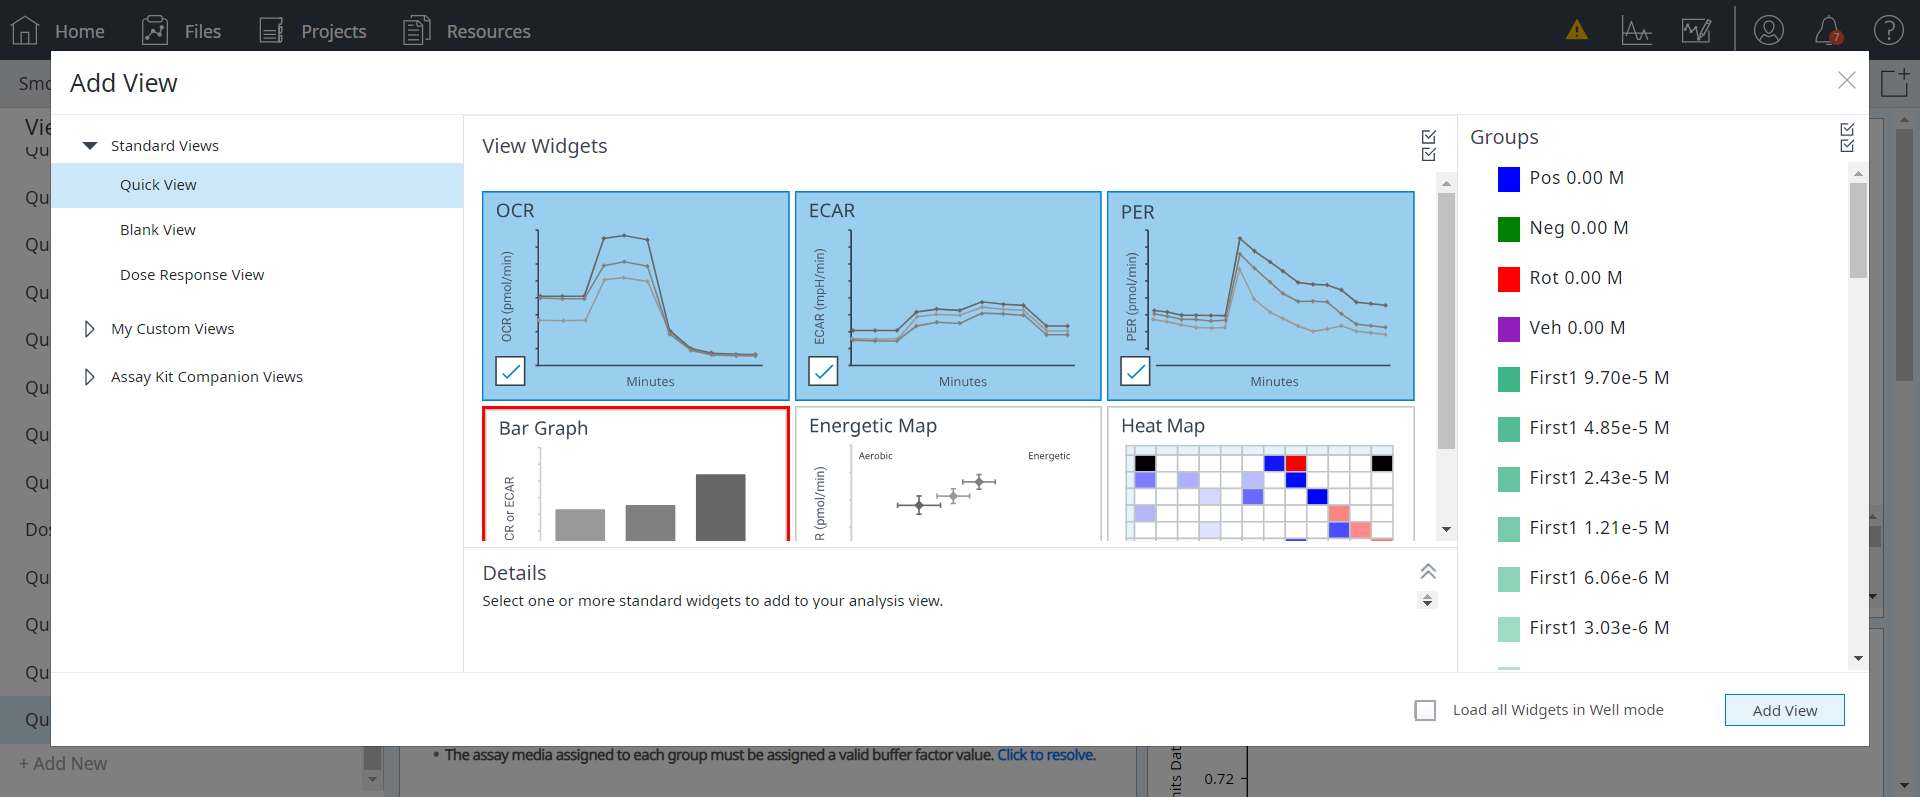 Home
Files
Projects
Resources
7
Smo
Add View
Vie
Qu
Qu
Qu
Qu
Qu
Qu
Qu
Qu
Dos
Qu
Qu
Qu
Qu
+ Add New
Standard Views
Quick View
Blank View
Dose Response View
My Custom Views
Assay Kit Companion Views
View Widgets
OCR
OCR (pmol/min)
Minutes
ECAR
ECAR (mpH/min)
Minutes
PER
PER (pmol/min)
Minutes
Bar Graph
CR or ECAR
Energetic Map
Aerobic
Energetic
R (pmol/min)
Heat Map
Details
Select one or more standard widgets to add to your analysis view.
Groups
Pos 0.00 M
Neg 0.00 M
Rot 0.00 M
Veh 0.00 M
First1 9.70e-5 M
First1 4.85e-5 M
First1 2.43e-5 M
First1 1.21e-5 M
First1 6.06e-6 M
First1 3.03e-6 M
Load all Widgets in Well mode
Add View
• The assay media assigned to each group must be assigned a valid buffer factor value. Click to resolve.
nits Dat
0.72